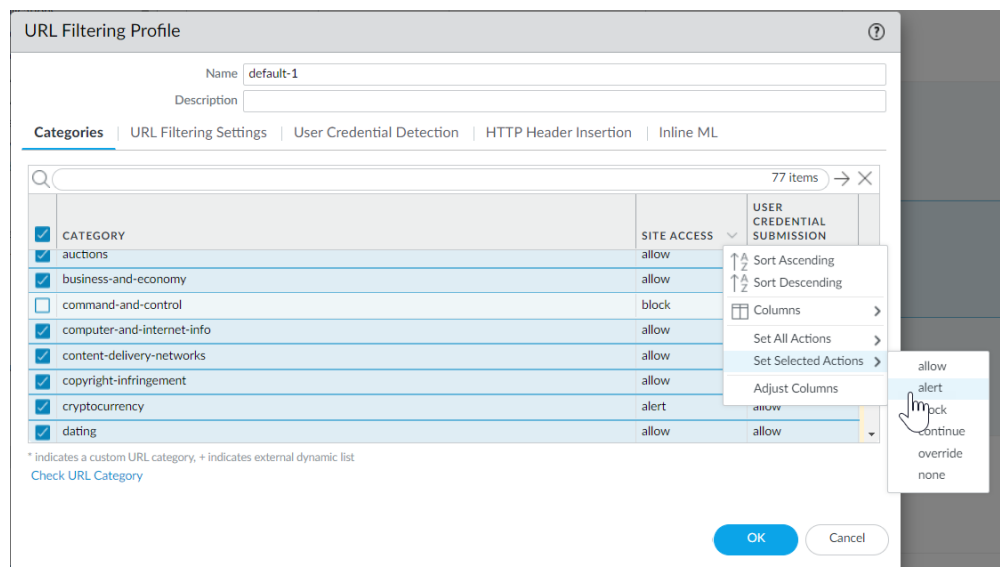 URL Filtering Profile
Name default-1
Description
Categories URL Filtering Settings User Credential Detection HTTP Header Insertion Inline ML
77 items
CATEGORY SITE ACCESS USER CREDENTIAL SUBMISSION
auctions allow
business-and-economy allow
command-and-control block
computer-and-internet-info allow
content-delivery-networks allow
copyright-infringement allow
cryptocurrency alert allow
dating allow allow
Sort Ascending
Sort Descending
Columns
Set All Actions
Set Selected Actions
Adjust Columns
allow
alert
continue
override
none
* indicates a custom URL category, + indicates external dynamic list
Check URL Category
OK Cancel